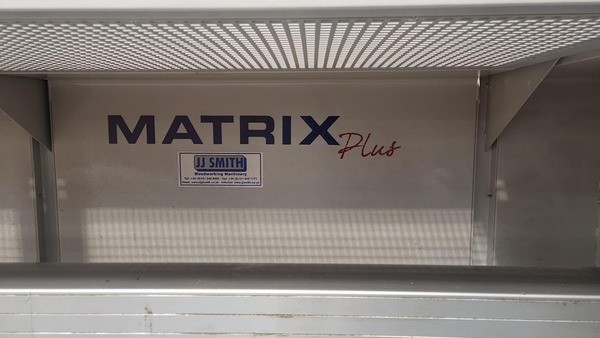 MATRIX Plus
JJ SMITH
Woodworking Machinery